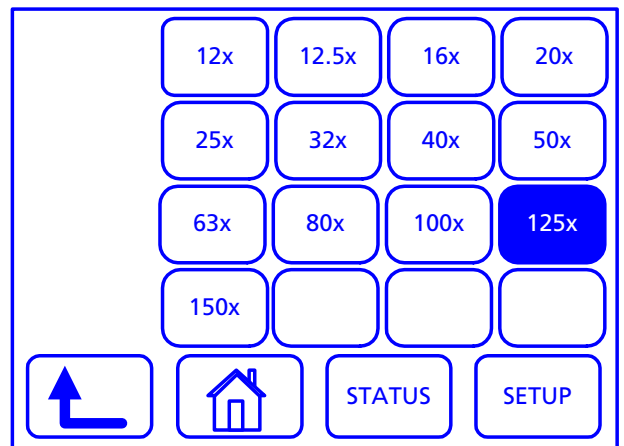 12x 12.5x 16x 20x
25x 32x 40x 50x
63x 80x 100x 125x
150x
STATUS SETUP